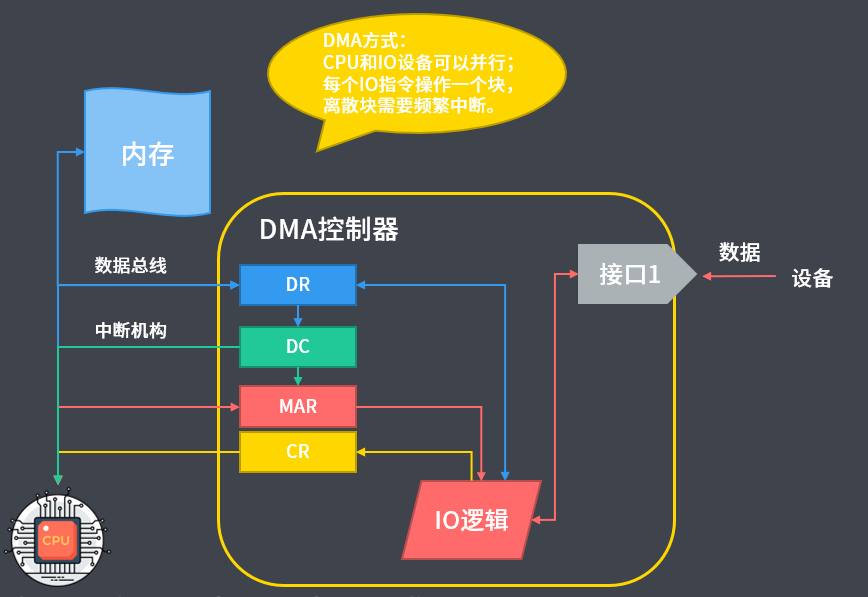 DMA方式：
CPU和IO设备可以并行；
每个IO指令操作一个块，
离散块需要频繁中断。
内存
DMA控制器
数据总线
DR
接口1
数据
设备
中断机构
DC
MAR
CR
IO逻辑
CPU